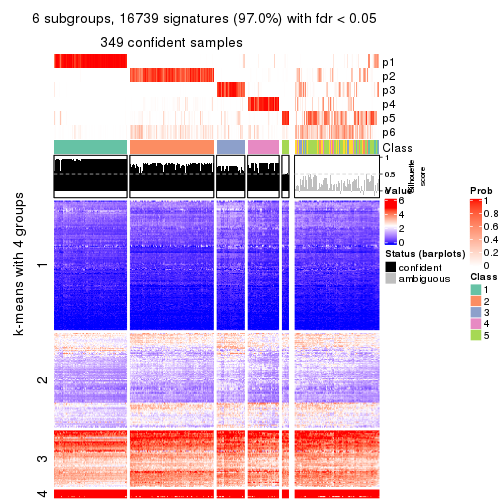 6 subgroups, 16739 signatures (97.0%) with fdr < 0.05
349 confident samples
p1
p2
p3
p4
p5
p6
Class
1
0.5
0
Silhouette
score
k-means with 4 groups
1
2
3
4
Value
6
4
2
0
Status (barplots)
confident
ambiguous
Prob
1
0.8
0.6
0.4
0.2
0
Class
1
2
3
4
5